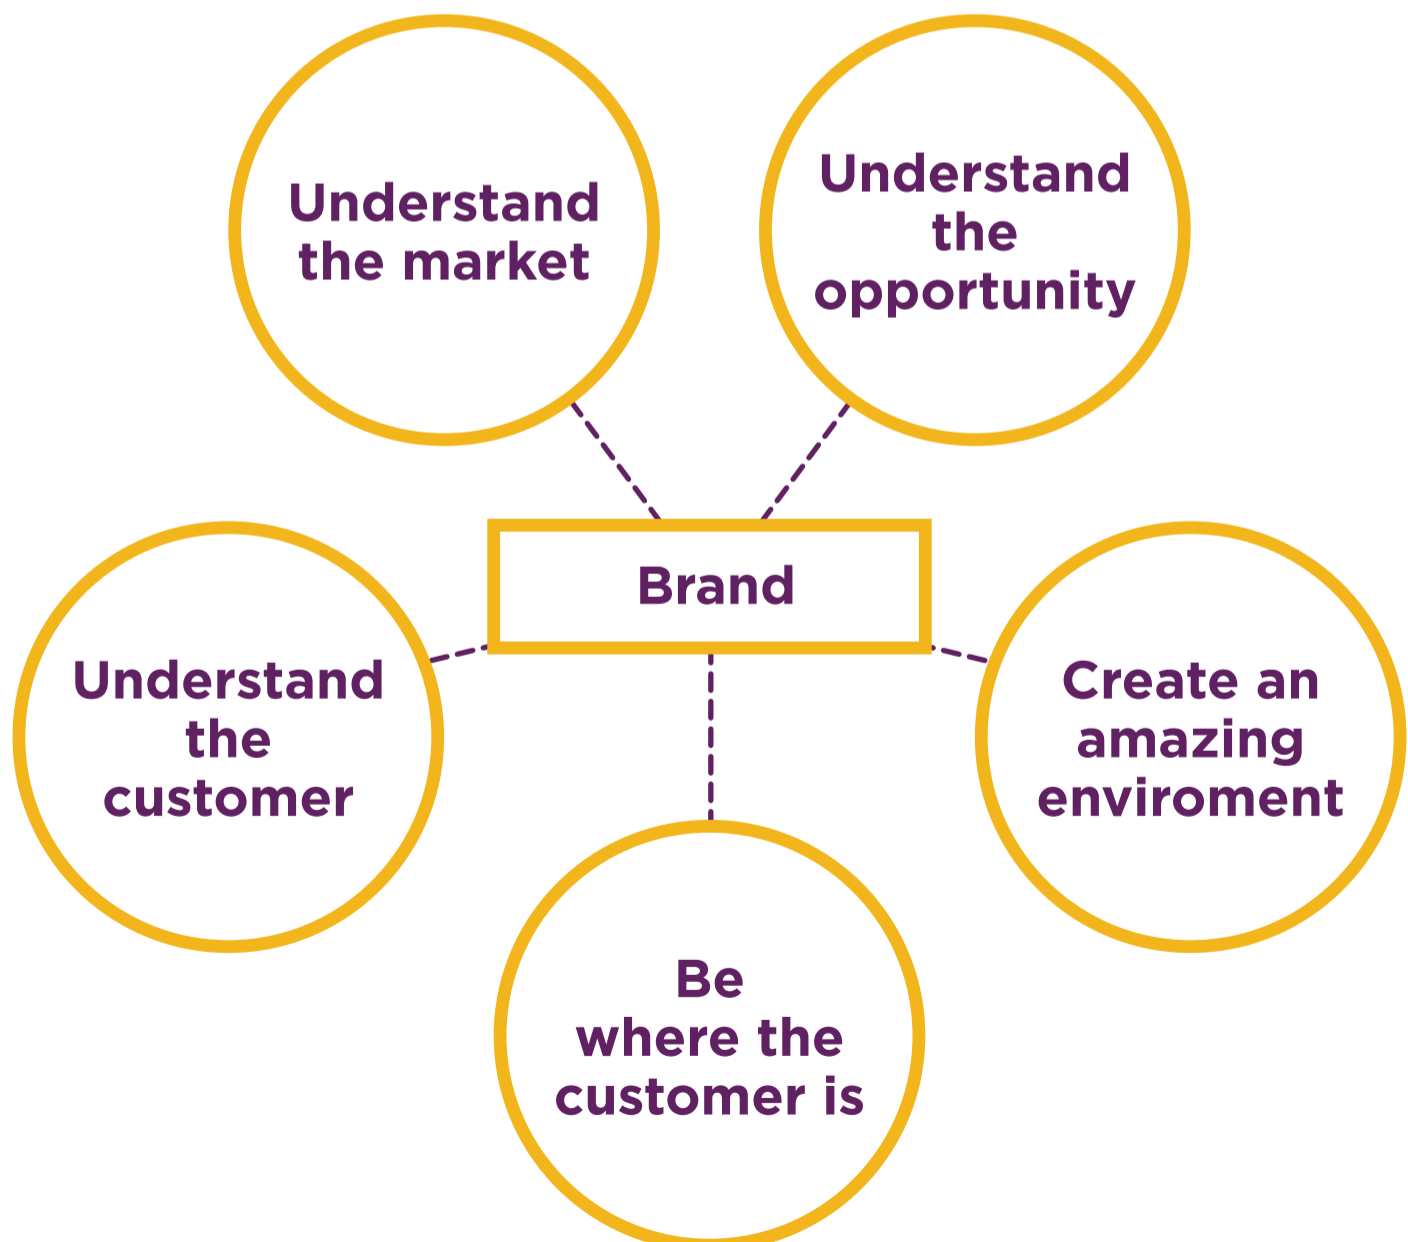 Understand
the market
Understand
the
opportunity
Brand
Understand
the
customer
Create an
amazing
enviroment
Be
where the
customer is